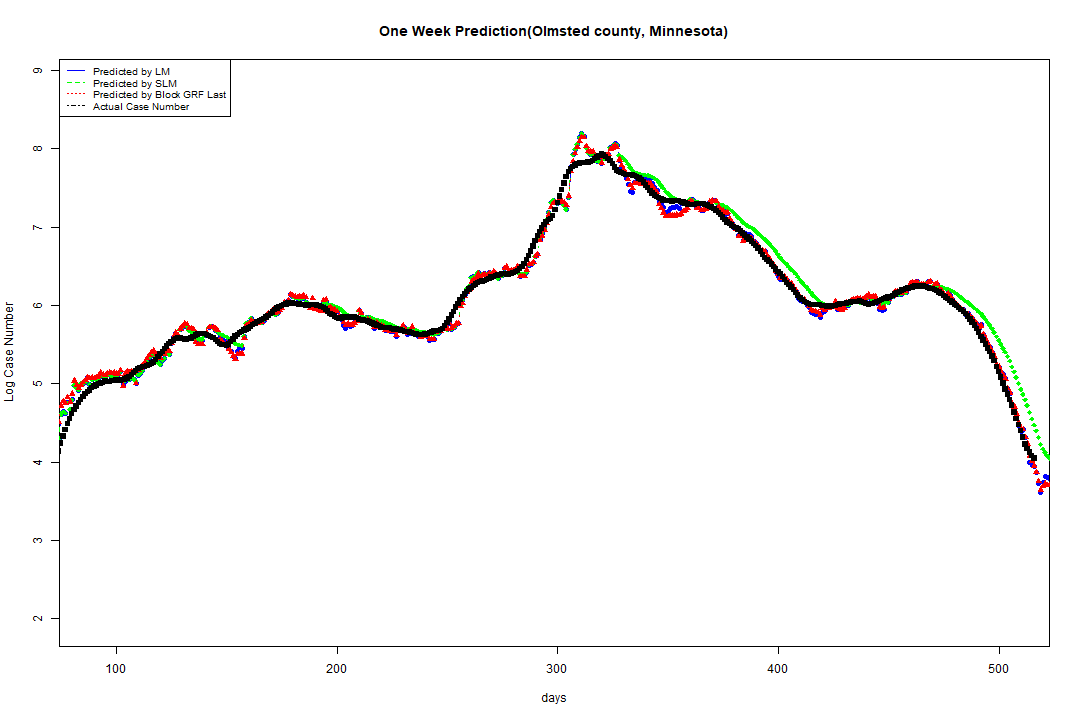 One Week Prediction(Olmsted county, Minnesota)
Predicted by LM
Predicted by SLM
Predicted by Block GRF Last
Actual Case Number
9
8
7
6
5
4
3
2
Log Case Number
100 200 300 400 500
days